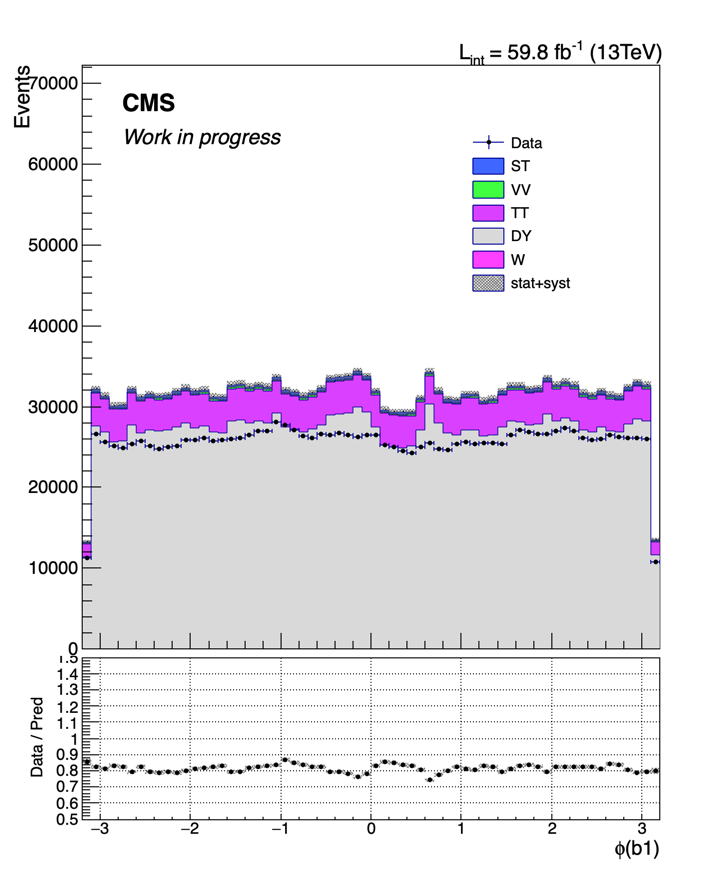 L_int = 59.8 fb⁻¹ (13TeV)
Events
70000
CMS
Work in progress
60000
Data
ST
VV
TT
DY
W
stat+syst
50000
40000
30000
20000
10000
0
1.5
1.4
1.3
1.2
1.1
1
0.9
0.8
0.7
0.6
0.5
Data / Pred
−3 −2 −1 0 1 2 3
ϕ(b1)